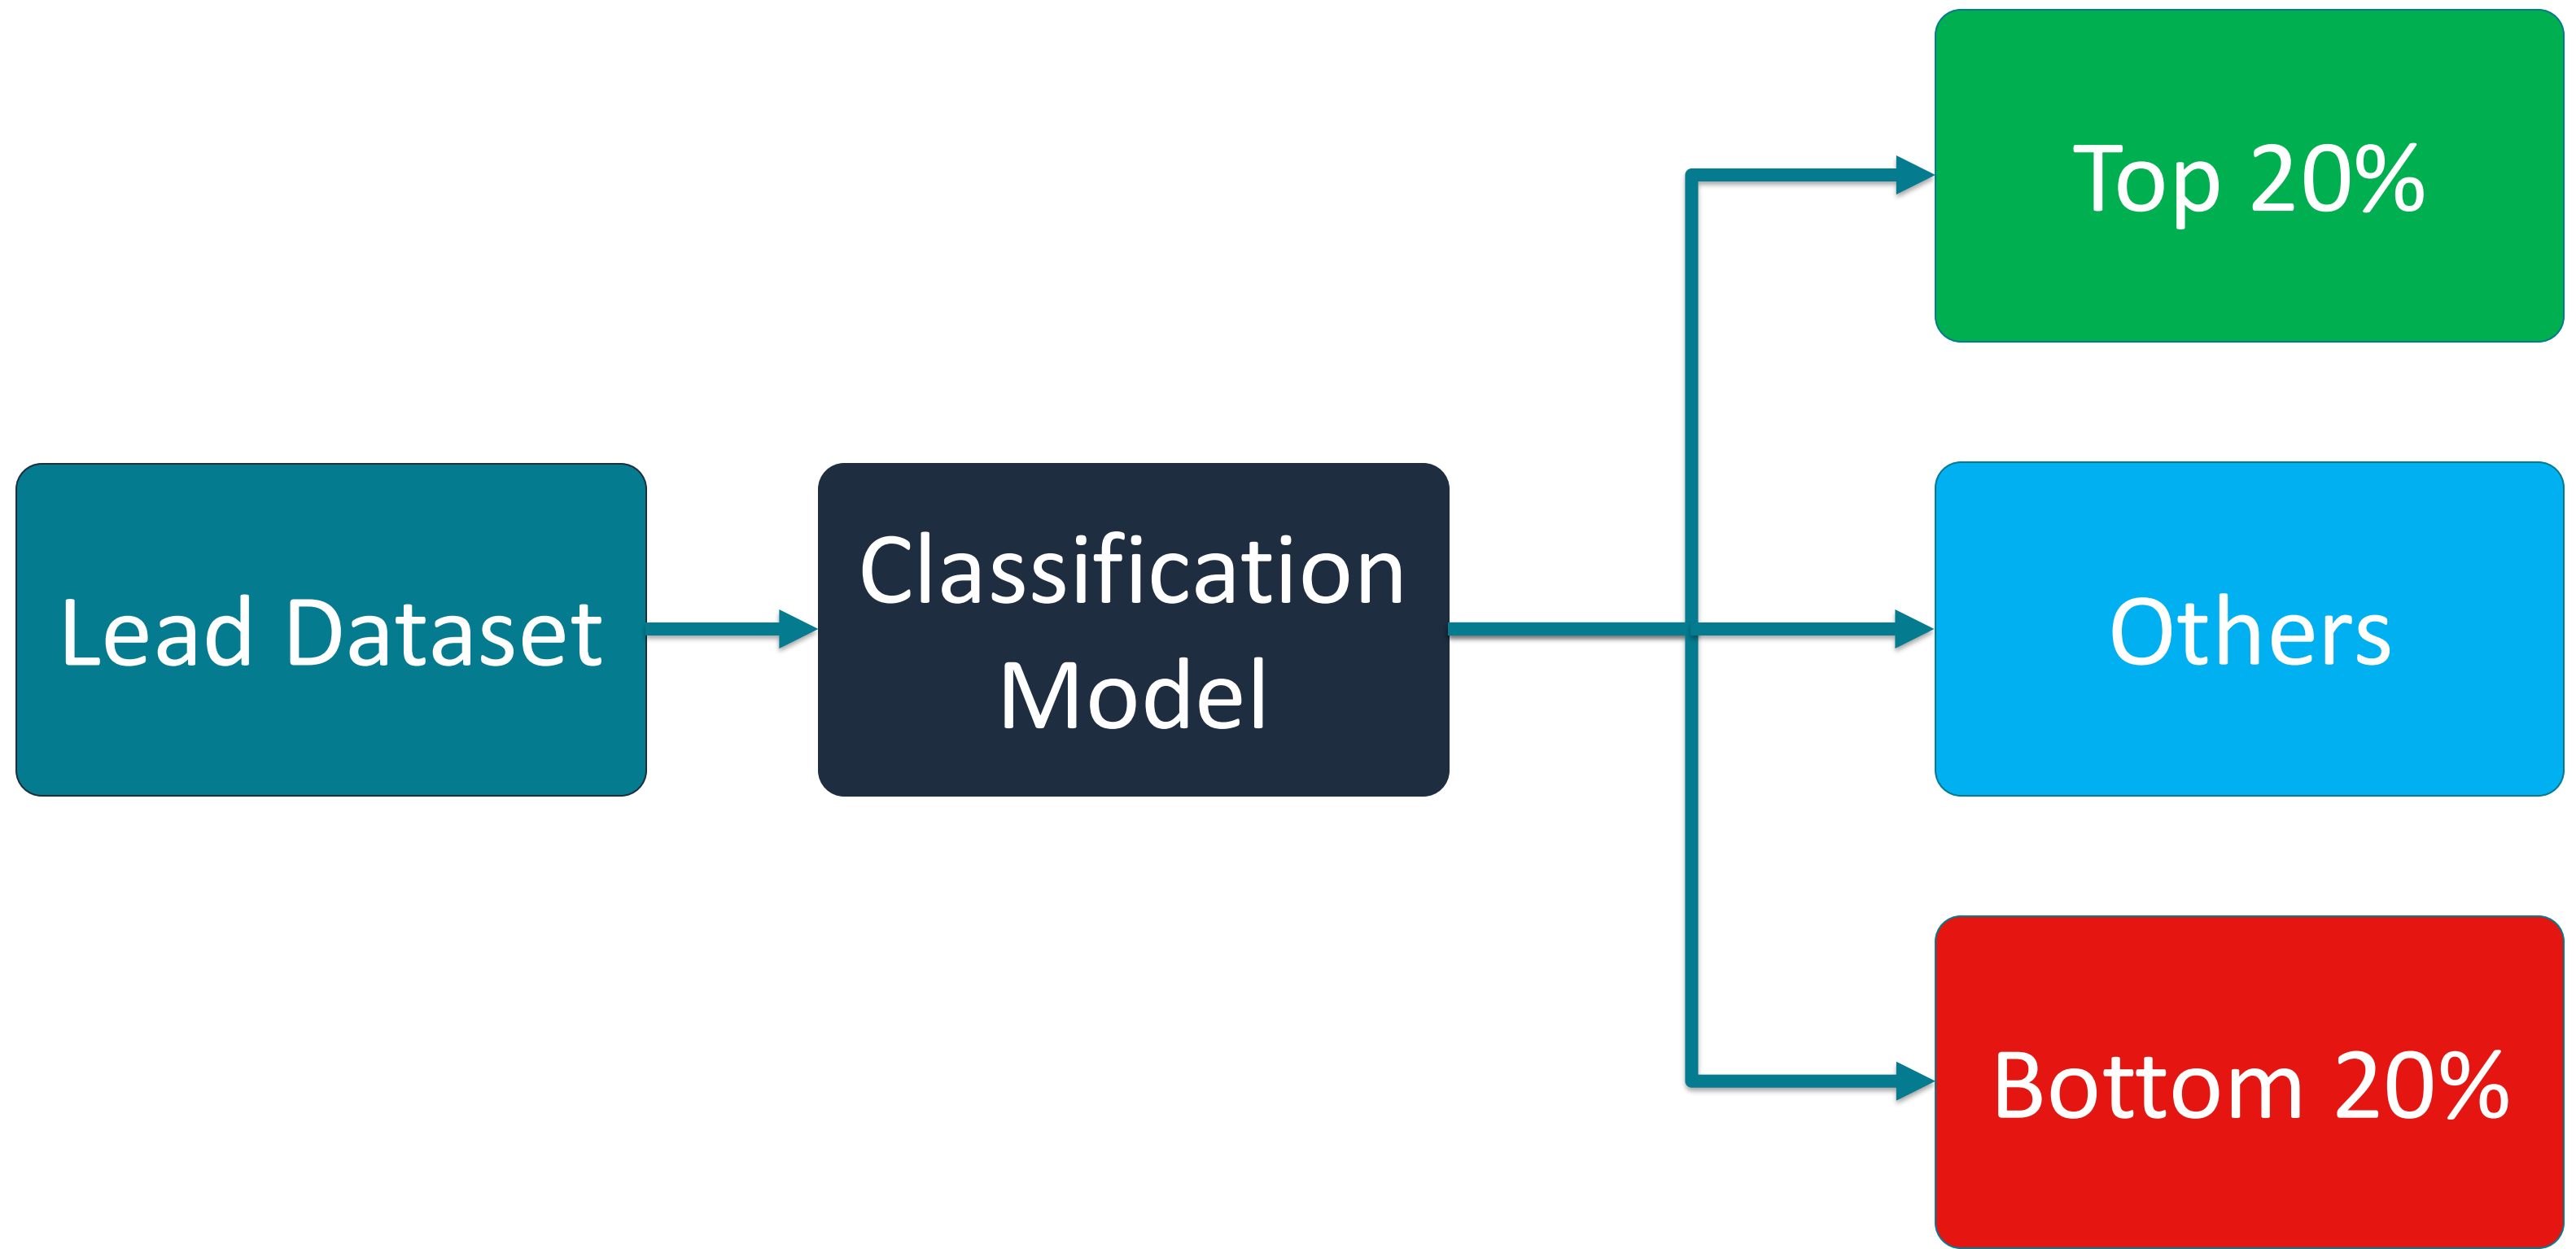 Lead Dataset
Classification
Model
Top 20%
Others
Bottom 20%